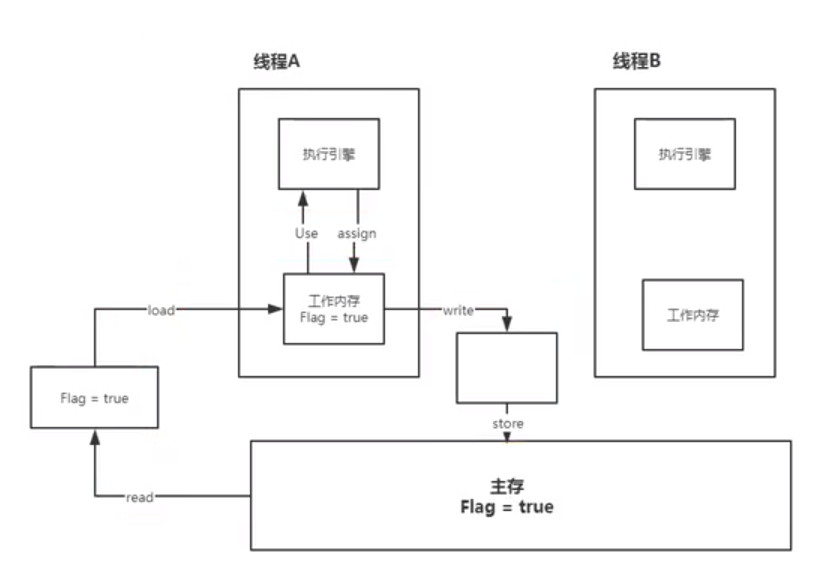 线程A
线程B
执行引擎
执行引擎
Use
assign
工作内存
Flag = true
工作内存
load
write
Flag = true
store
read
主存
Flag = true